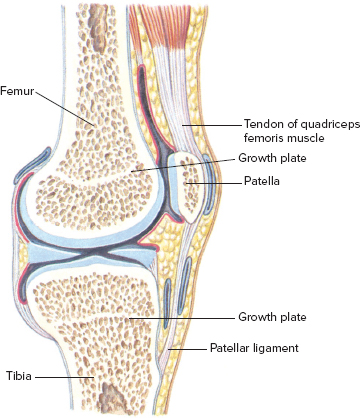 Femur
Tendon of quadriceps
femoris muscle
Growth plate
Patella
Growth plate
Patellar ligament
Tibia